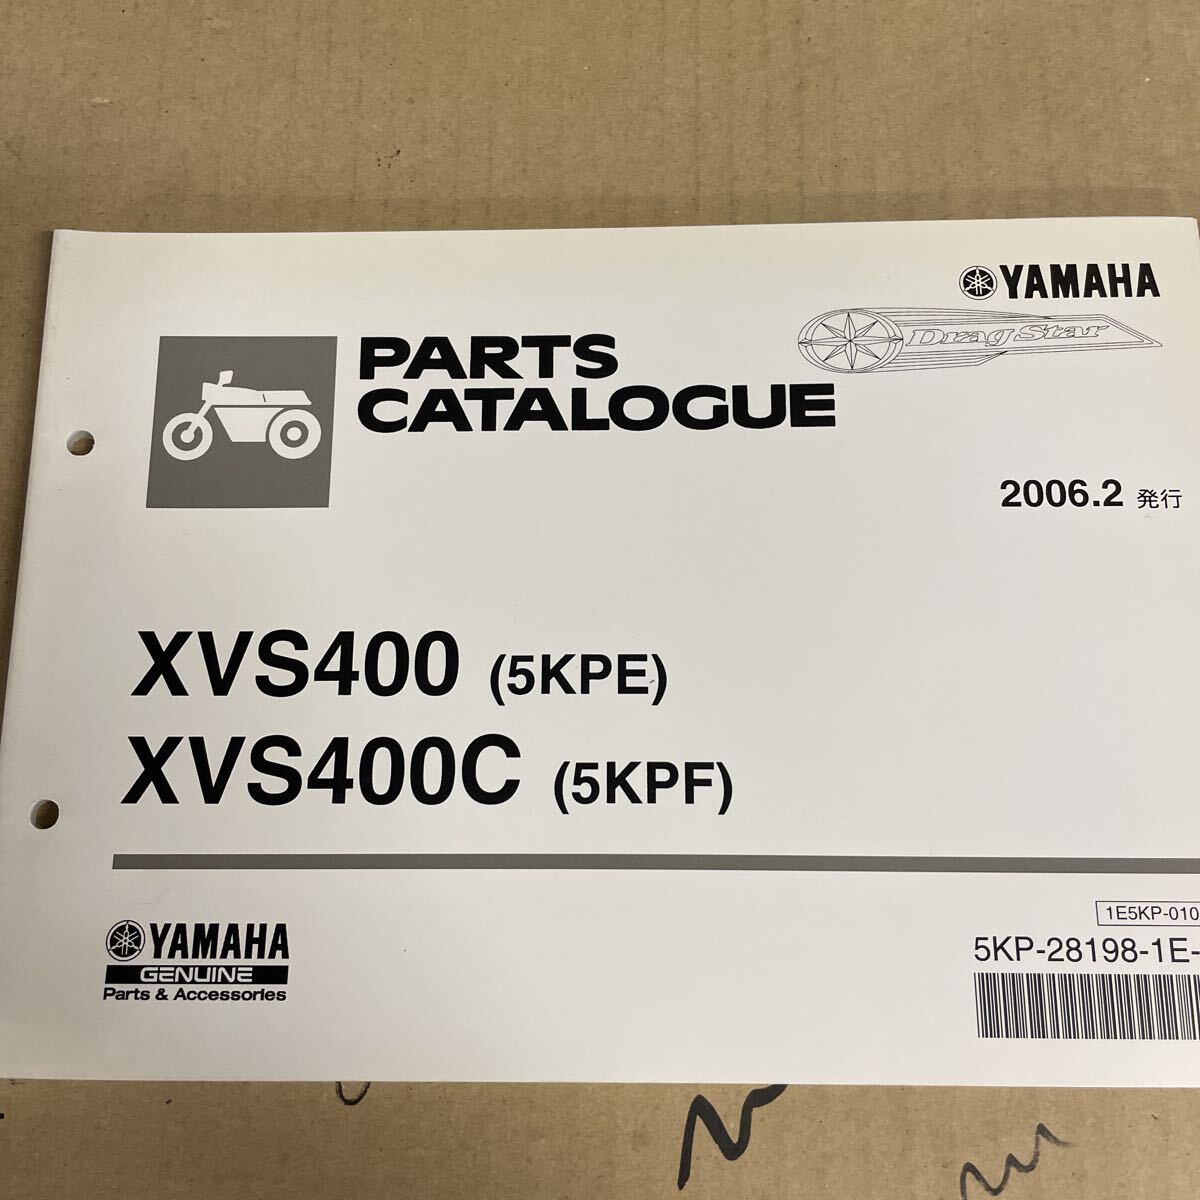 YAMAHA
Drag Star
PARTS
CATALOGUE
2006.2 発行
XVS400 (5KPE)
XVS400C (5KPF)
1E5KP-010
5KP-28198-1E-
YAMAHA
GENUINE
Parts & Accessories